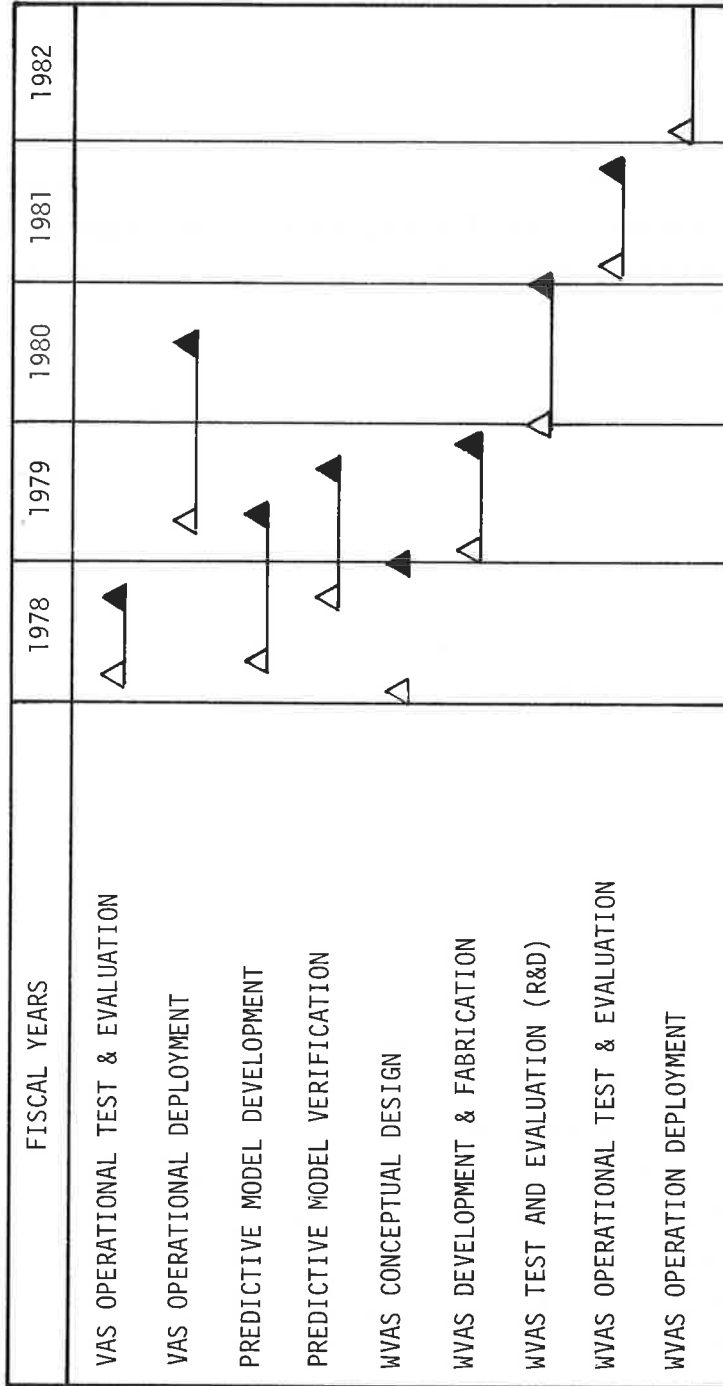 FISCAL YEARS 1978 1979 1980 1981 1982
VAS OPERATIONAL TEST & EVALUATION
VAS OPERATIONAL DEPLOYMENT
PREDICTIVE MODEL DEVELOPMENT
PREDICTIVE MODEL VERIFICATION
WVAS CONCEPTUAL DESIGN
WVAS DEVELOPMENT & FABRICATION
WVAS TEST AND EVALUATION (R&D)
WVAS OPERATIONAL TEST & EVALUATION
WVAS OPERATION DEPLOYMENT